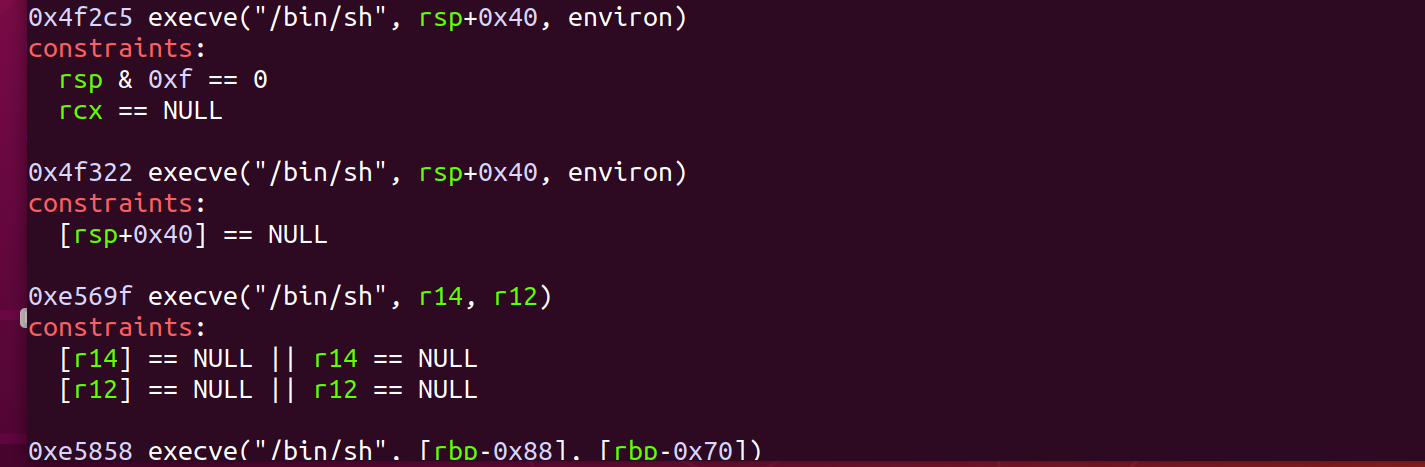 0x4f2c5 execve("/bin/sh", rsp+0x40, environ)
constraints:
  rsp & 0xf == 0
  rcx == NULL

0x4f322 execve("/bin/sh", rsp+0x40, environ)
constraints:
  [rsp+0x40] == NULL

0xe569f execve("/bin/sh", r14, r12)
constraints:
  [r14] == NULL || r14 == NULL
  [r12] == NULL || r12 == NULL

0xe5858 execve("/bin/sh", [rbp-0x88], [rbp-0x70])